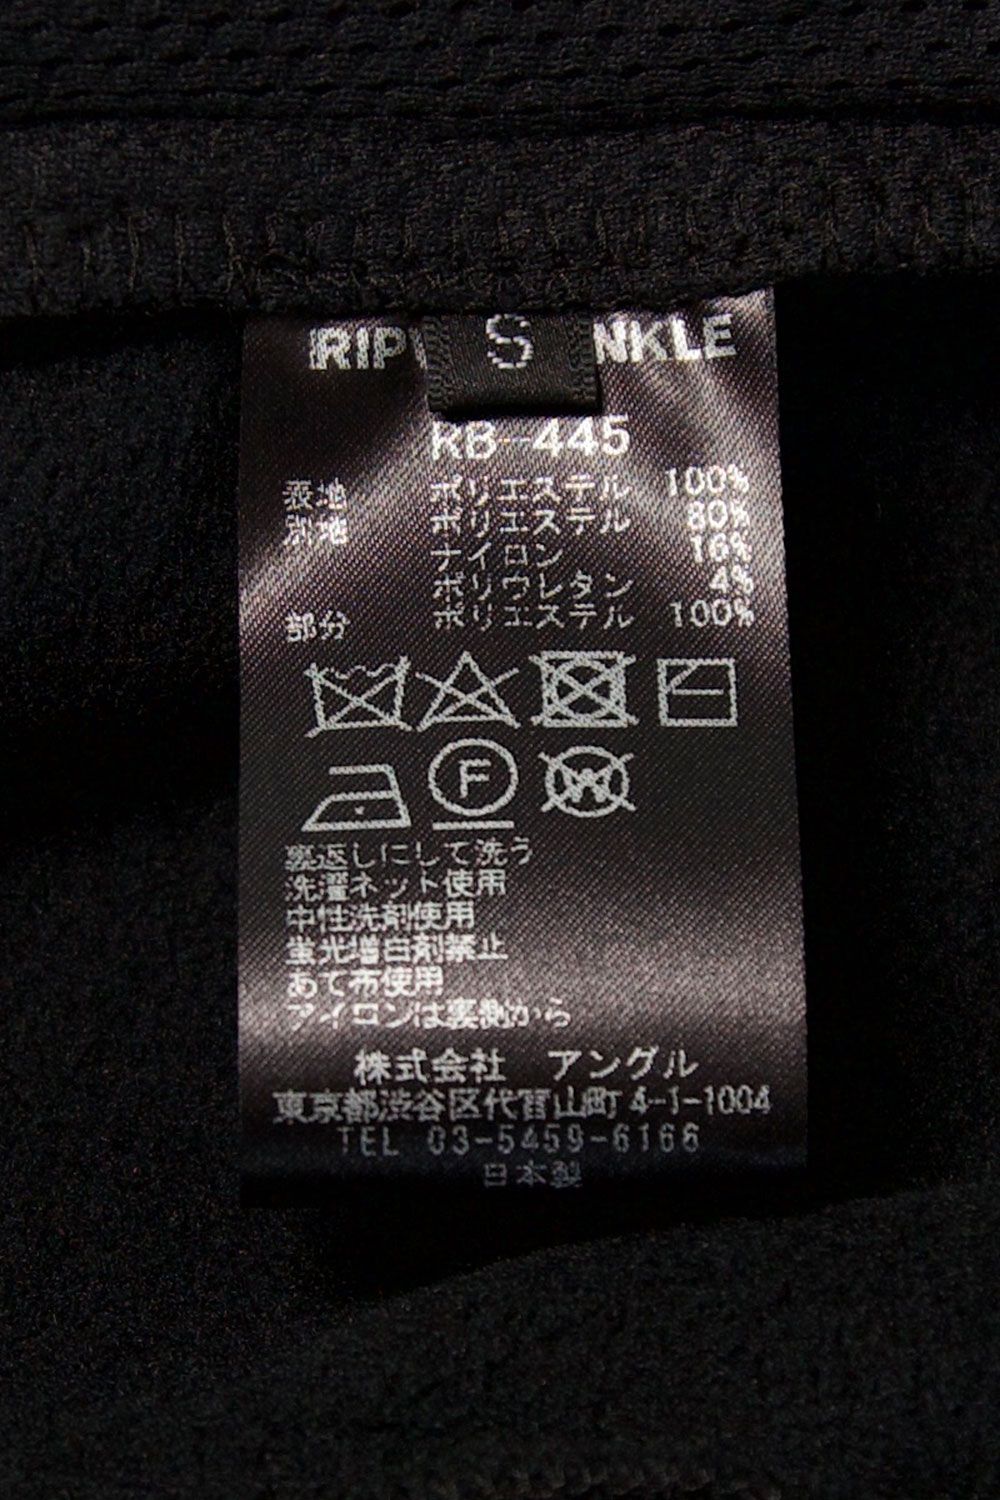 S
RB-445
表地 ポリエステル 100%
別地 ポリエステル 80%
ナイロン 16%
ポリウレタン 4%
部分 ポリエステル 100%
F
W
裏返しにして洗う
洗濯ネット使用
中性洗剤使用
蛍光増白剤禁止
あて布使用
アイロンは裏側から
株式会社 アングル
東京都渋谷区代官山町4-1-1004
TEL 03-5459-6166
日本製